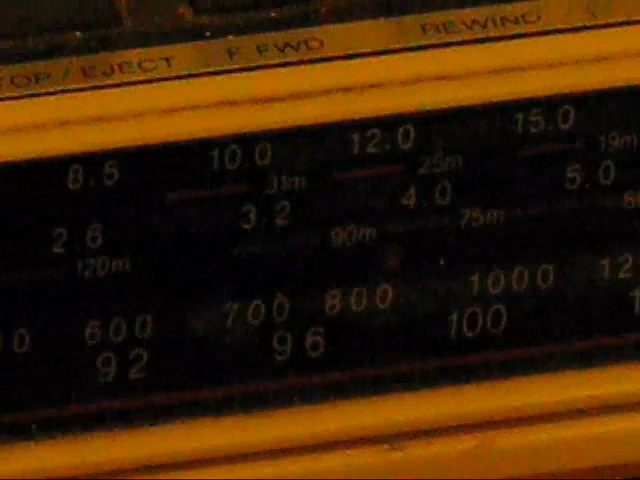 STOP / EJECT F FWD REWIND
8.5 10.0 12.0 15.0
31m 25m 19m
2.6 3.2 4.0 5.0
120m 90m 75m
600 700 800 1000
92 96 100